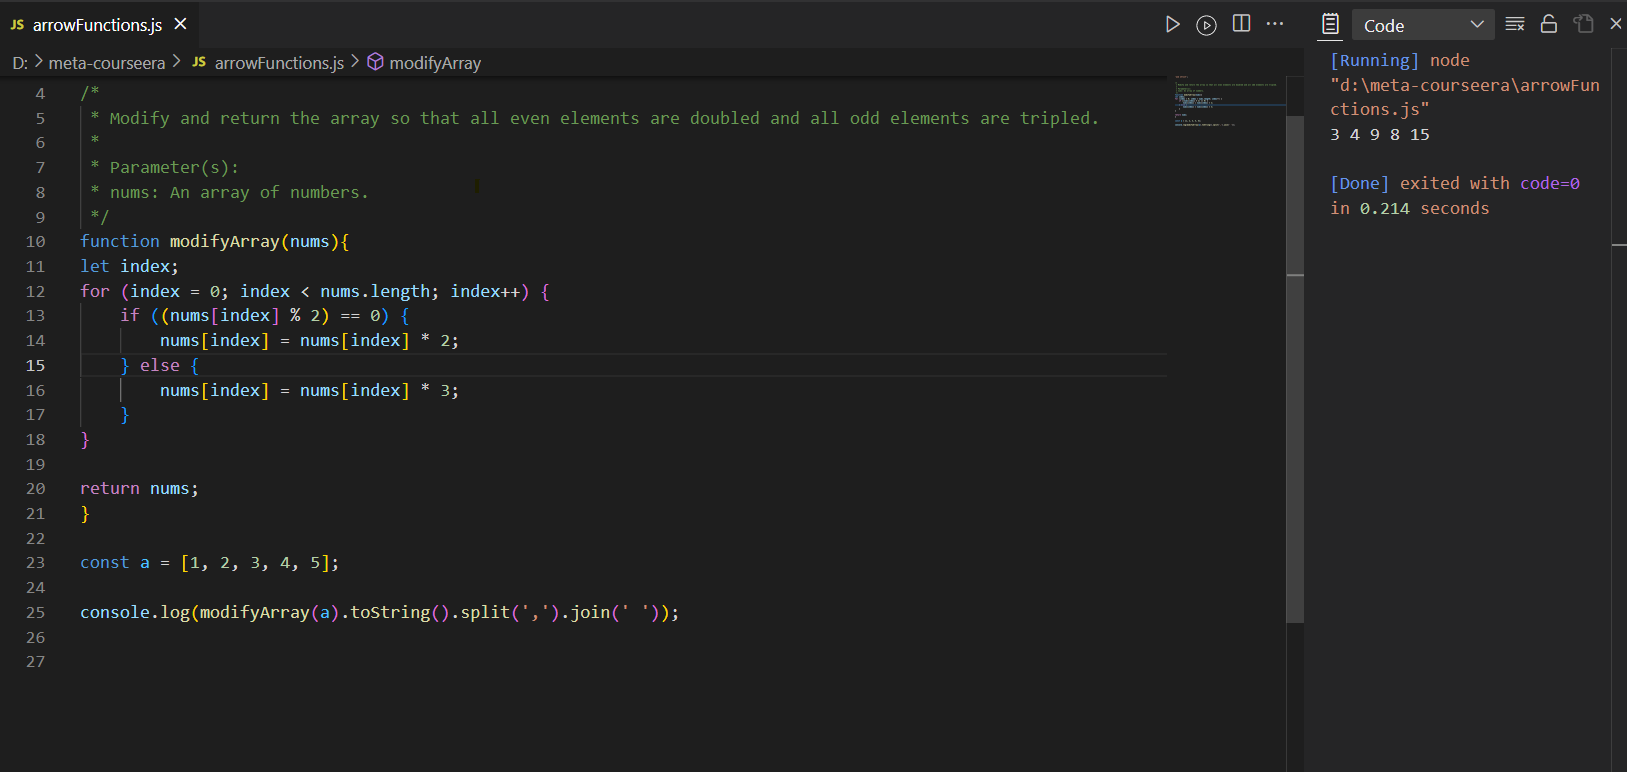 JS arrowFunctions.js
Code
D: > meta-courseera > JS arrowFunctions.js > modifyArray
4 /*
5 * Modify and return the array so that all even elements are doubled and all odd elements are tripled.
6 *
7 * Parameter(s):
8 * nums: An array of numbers.
9 */
10 function modifyArray(nums){
11 let index;
12 for (index = 0; index < nums.length; index++) {
13     if ((nums[index] % 2) == 0) {
14         nums[index] = nums[index] * 2;
15     } else {
16         nums[index] = nums[index] * 3;
17     }
18 }
19
20 return nums;
21 }
22
23 const a = [1, 2, 3, 4, 5];
24
25 console.log(modifyArray(a).toString().split(',').join(' '));
26
27
[Running] node
"d:\meta-courseera\arrowFun
ctions.js"
3 4 9 8 15
[Done] exited with code=0
in 0.214 seconds